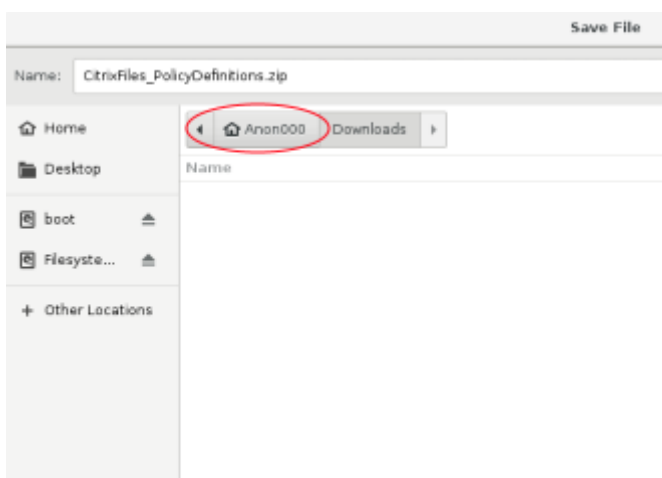 Save File
Name: CitrixFiles_PolicyDefinitions.zip
Home
Anon000 Downloads
Desktop
Name
boot
Filesyste...
+ Other Locations